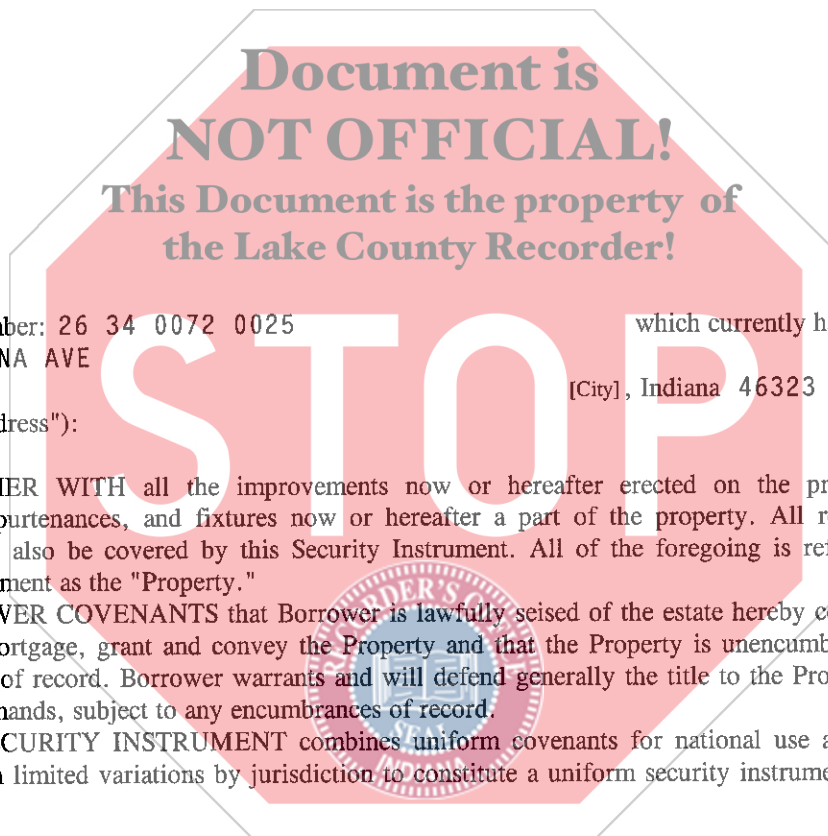 Document is
NOT OFFICIAL!
This Document is the property of
the Lake County Recorder!
STOP
ber: 26 34 0072 0025 which currently h
NA AVE
[City], Indiana 46323
dress"):
ER WITH all the improvements now or hereafter erected on the pr
purtenances, and fixtures now or hereafter a part of the property. All r
also be covered by this Security Instrument. All of the foregoing is ref
ment as the "Property."
WER COVENANTS that Borrower is lawfully seised of the estate hereby c
ortgage, grant and convey the Property and that the Property is unencumb
of record. Borrower warrants and will defend generally the title to the Pro
mands, subject to any encumbrances of record.
CURITY INSTRUMENT combines uniform covenants for national use a
limited variations by jurisdiction to constitute a uniform security instrume
SEAL
INDIANA